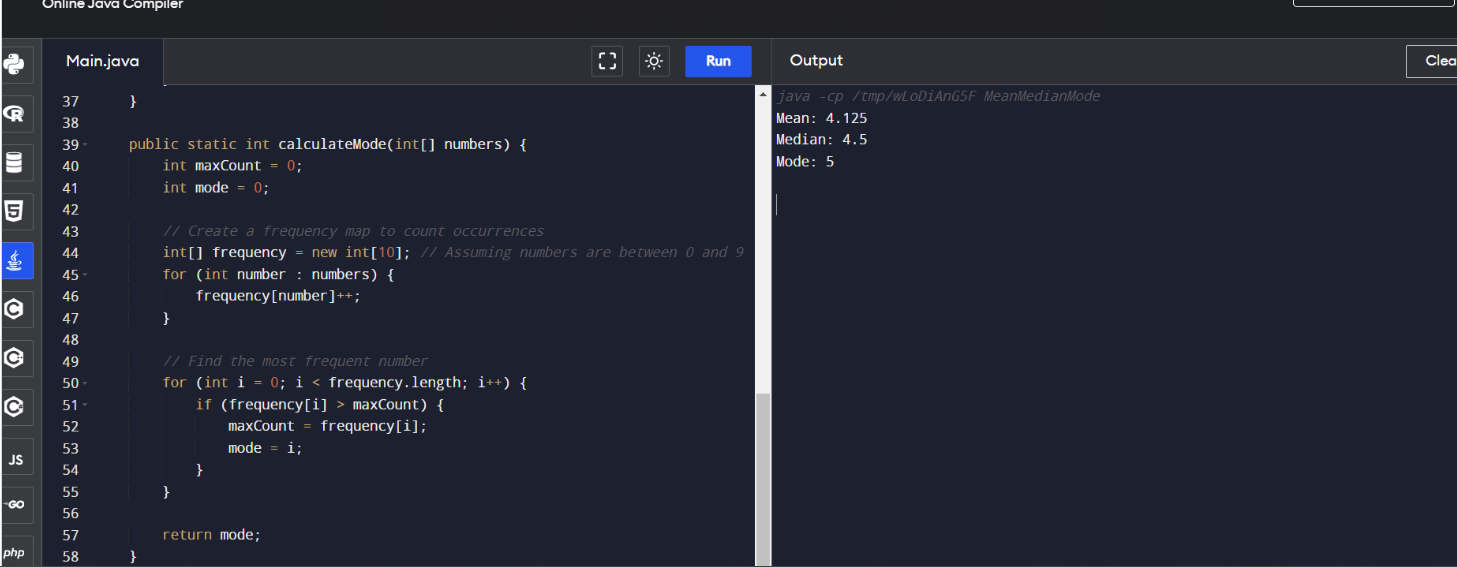 Online Java Compiler
Main.java
Run
Output
Clea
37 }
38
39 public static int calculateMode(int[] numbers) {
40 int maxCount = 0;
41 int mode = 0;
42
43 // Create a frequency map to count occurrences
44 int[] frequency = new int[10]; // Assuming numbers are between 0 and 9
45 for (int number : numbers) {
46 frequency[number]++;
47 }
48
49 // Find the most frequent number
50 for (int i = 0; i < frequency.length; i++) {
51 if (frequency[i] > maxCount) {
52 maxCount = frequency[i];
53 mode = i;
54 }
55 }
56
57 return mode;
58 }
java -cp /tmp/wLoDiAnG5F MeanMedianMode
Mean: 4.125
Median: 4.5
Mode: 5
R
5
C
C
C
JS
GO
php